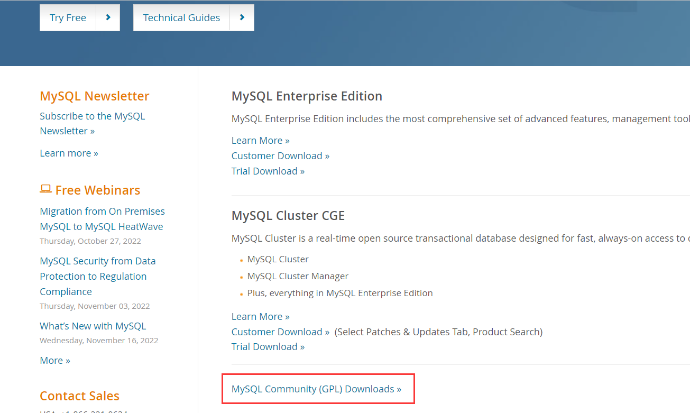 Try Free
Technical Guides
MySQL Newsletter
Subscribe to the MySQL
Newsletter »
Learn more »
Free Webinars
Migration from On Premises
MySQL to MySQL HeatWave
Thursday, October 27, 2022
MySQL Security from Data
Protection to Regulation
Compliance
Thursday, November 03, 2022
What's New with MySQL
Wednesday, November 16, 2022
More »
Contact Sales
MySQL Enterprise Edition
MySQL Enterprise Edition includes the most comprehensive set of advanced features, management tool
Learn More »
Customer Download »
Trial Download »
MySQL Cluster CGE
MySQL Cluster is a real-time open source transactional database designed for fast, always-on access to
• MySQL Cluster
• MySQL Cluster Manager
• Plus, everything in MySQL Enterprise Edition
Learn More »
Customer Download » (Select Patches & Updates Tab, Product Search)
Trial Download »
MySQL Community (GPL) Downloads »